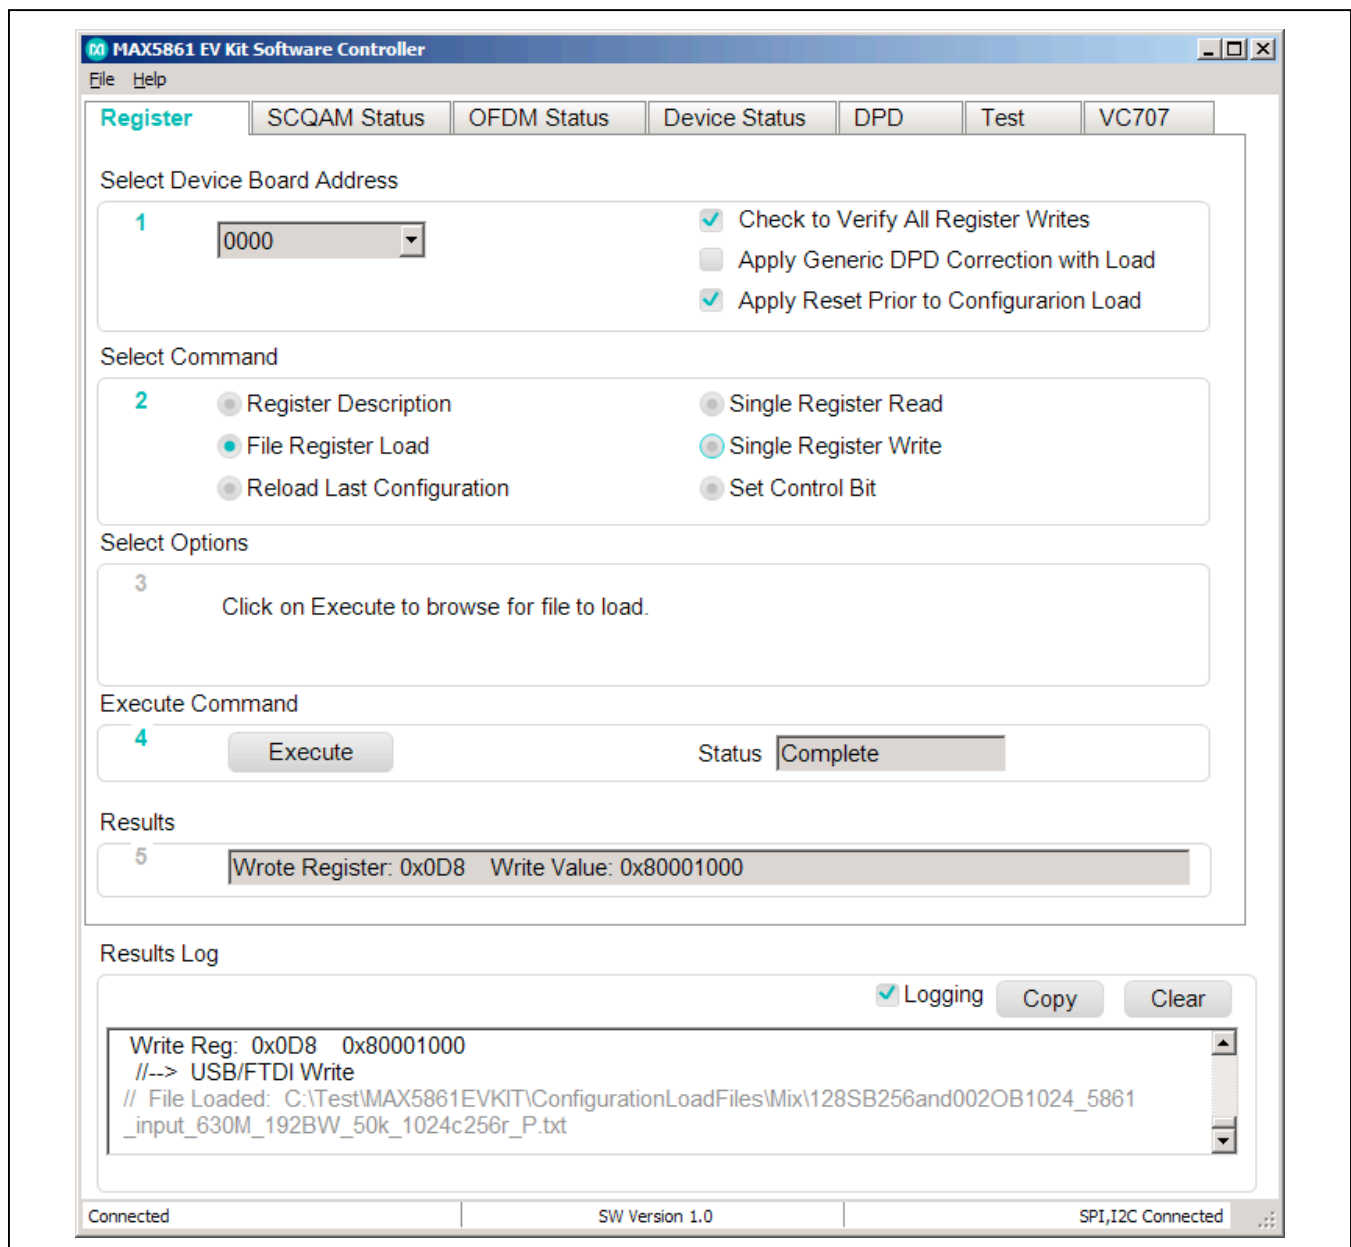 MAX5861 EV Kit Software Controller
File Help
Register SCQAM Status OFDM Status Device Status DPD Test VC707
Select Device Board Address
1
0000
Check to Verify All Register Writes
Apply Generic DPD Correction with Load
Apply Reset Prior to Configurarion Load
Select Command
2
Register Description Single Register Read
File Register Load Single Register Write
Reload Last Configuration Set Control Bit
Select Options
3
Click on Execute to browse for file to load.
Execute Command
4
Execute Status Complete
Results
5
Wrote Register: 0x0D8 Write Value: 0x80001000
Results Log
Logging Copy Clear
Write Reg: 0x0D8 0x80001000
//--> USB/FTDI Write
// File Loaded: C:\Test\MAX5861EVKIT\ConfigurationLoadFiles\Mix\128SB256and002OB1024_5861
_input_630M_192BW_50k_1024c256r_P.txt
Connected SW Version 1.0 SPI,I2C Connected